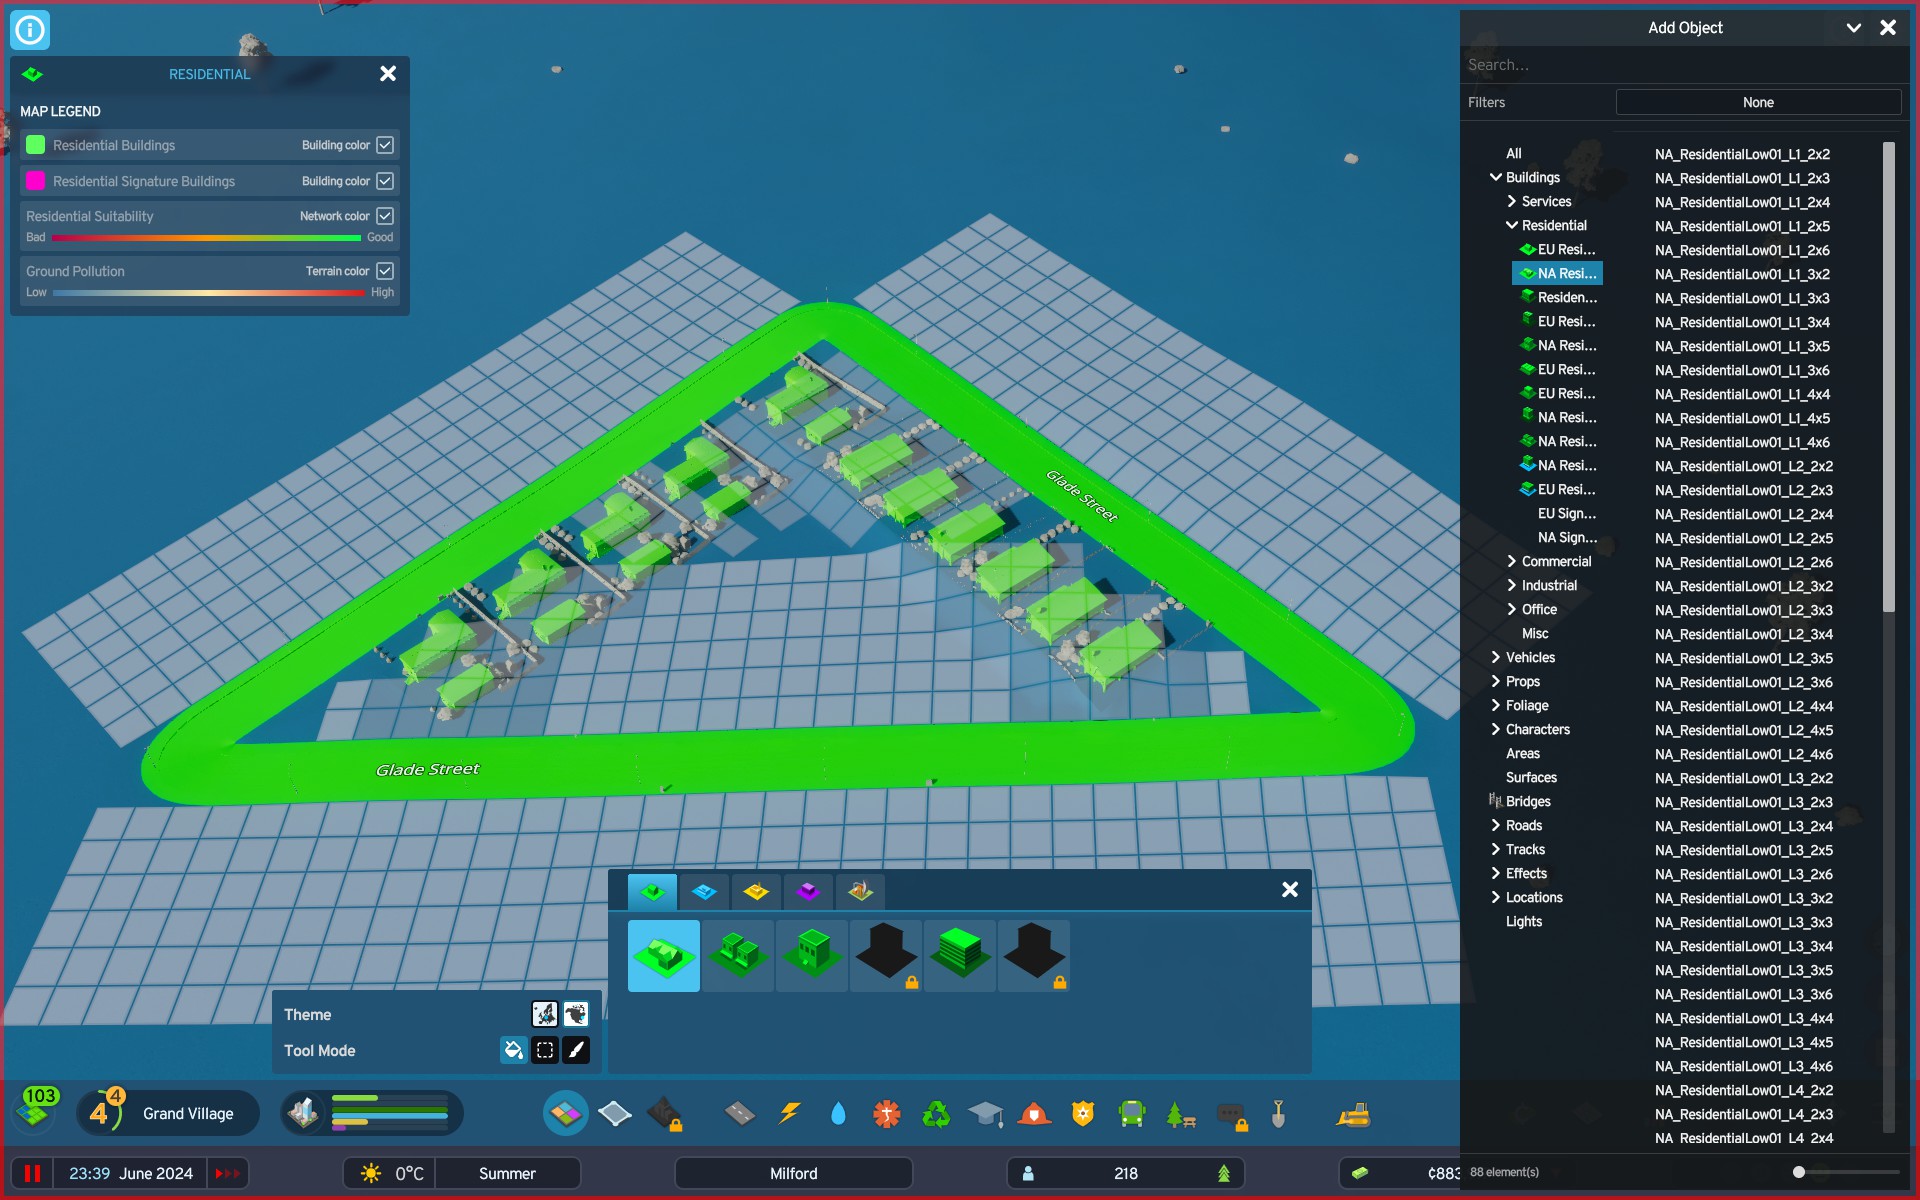 RESIDENTIAL
MAP LEGEND
Residential Buildings Building color
Residential Signature Buildings Building color
Residential Suitability Network color
Bad Good
Ground Pollution Terrain color
Low High
Glade Street
Glade Street
Theme
Tool Mode
103
4 4 Grand Village
23:39 June 2024
0°C Summer
Milford
218
¢883
Add Object
Search...
Filters None
All
Buildings
Services
Residential
EU Resi...
NA Resi...
Residen...
EU Resi...
NA Resi...
EU Resi...
EU Resi...
NA Resi...
NA Resi...
NA Resi...
EU Resi...
EU Sign...
NA Sign...
Commercial
Industrial
Office
Misc
Vehicles
Props
Foliage
Characters
Areas
Surfaces
Bridges
Roads
Tracks
Effects
Locations
Lights
NA_ResidentialLow01_L1_2x2
NA_ResidentialLow01_L1_2x3
NA_ResidentialLow01_L1_2x4
NA_ResidentialLow01_L1_2x5
NA_ResidentialLow01_L1_2x6
NA_ResidentialLow01_L1_3x2
NA_ResidentialLow01_L1_3x3
NA_ResidentialLow01_L1_3x4
NA_ResidentialLow01_L1_3x5
NA_ResidentialLow01_L1_3x6
NA_ResidentialLow01_L1_4x4
NA_ResidentialLow01_L1_4x5
NA_ResidentialLow01_L1_4x6
NA_ResidentialLow01_L2_2x2
NA_ResidentialLow01_L2_2x3
NA_ResidentialLow01_L2_2x4
NA_ResidentialLow01_L2_2x5
NA_ResidentialLow01_L2_2x6
NA_ResidentialLow01_L2_3x2
NA_ResidentialLow01_L2_3x3
NA_ResidentialLow01_L2_3x4
NA_ResidentialLow01_L2_3x5
NA_ResidentialLow01_L2_3x6
NA_ResidentialLow01_L2_4x4
NA_ResidentialLow01_L2_4x5
NA_ResidentialLow01_L2_4x6
NA_ResidentialLow01_L3_2x2
NA_ResidentialLow01_L3_2x3
NA_ResidentialLow01_L3_2x4
NA_ResidentialLow01_L3_2x5
NA_ResidentialLow01_L3_2x6
NA_ResidentialLow01_L3_3x2
NA_ResidentialLow01_L3_3x3
NA_ResidentialLow01_L3_3x4
NA_ResidentialLow01_L3_3x5
NA_ResidentialLow01_L3_3x6
NA_ResidentialLow01_L3_4x4
NA_ResidentialLow01_L3_4x5
NA_ResidentialLow01_L3_4x6
NA_ResidentialLow01_L4_2x2
NA_ResidentialLow01_L4_2x3
NA_ResidentialLow01_L4_2x4
88 element(s)